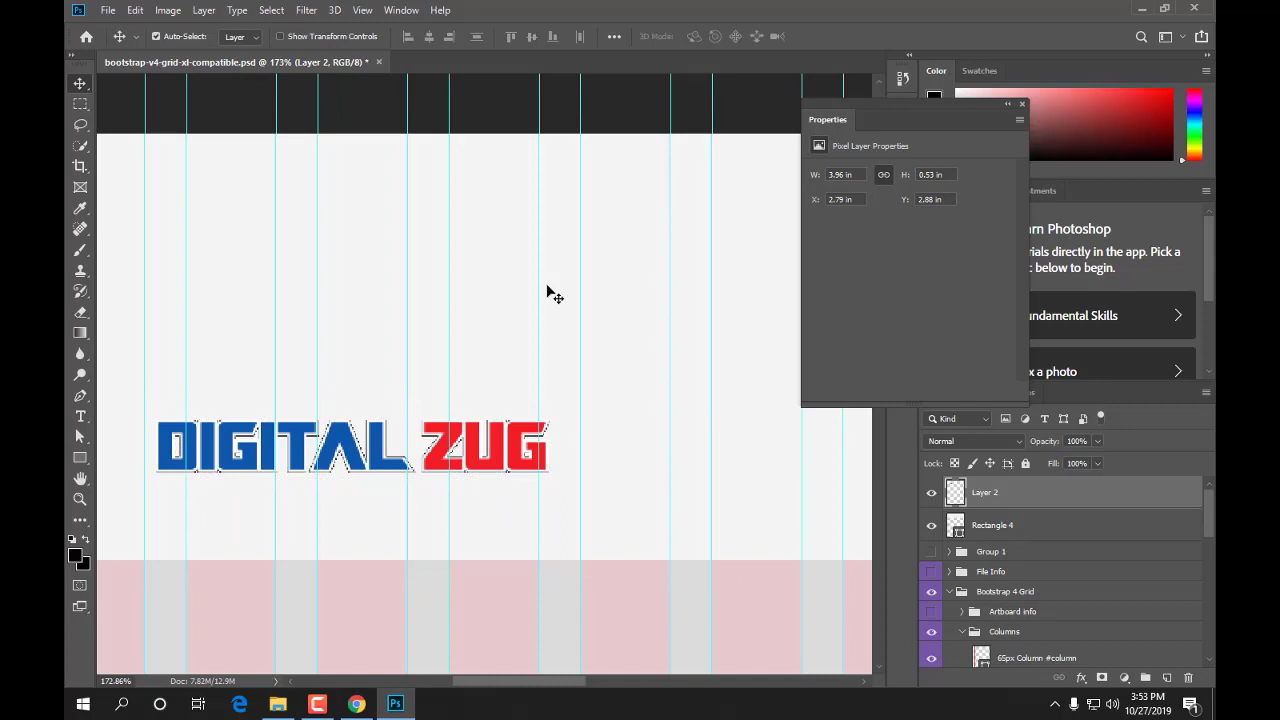 Ps File Edit Image Layer Type Select Filter 3D View Window Help
Auto-Select: Layer Show Transform Controls 3D Mode:
bootstrap-v4-grid-xl-compatible.psd @ 173% (Layer 2, RGB/8) *
Color Swatches
Properties
Pixel Layer Properties
W: 3.96 in H: 0.53 in
X: 2.79 in Y: 2.88 in
Learn Photoshop
directly in the app. Pick a
below to begin.
Fundamental Skills
x a photo
DIGITAL ZUG
Kind
Normal Opacity: 100%
Lock: Fill: 100%
Layer 2
Rectangle 4
Group 1
File Info
Bootstrap 4 Grid
Artboard info
Columns
65px Column #column
172.86% Doc: 7.82M/12.9M
Ps
3:53 PM
10/27/2019
1